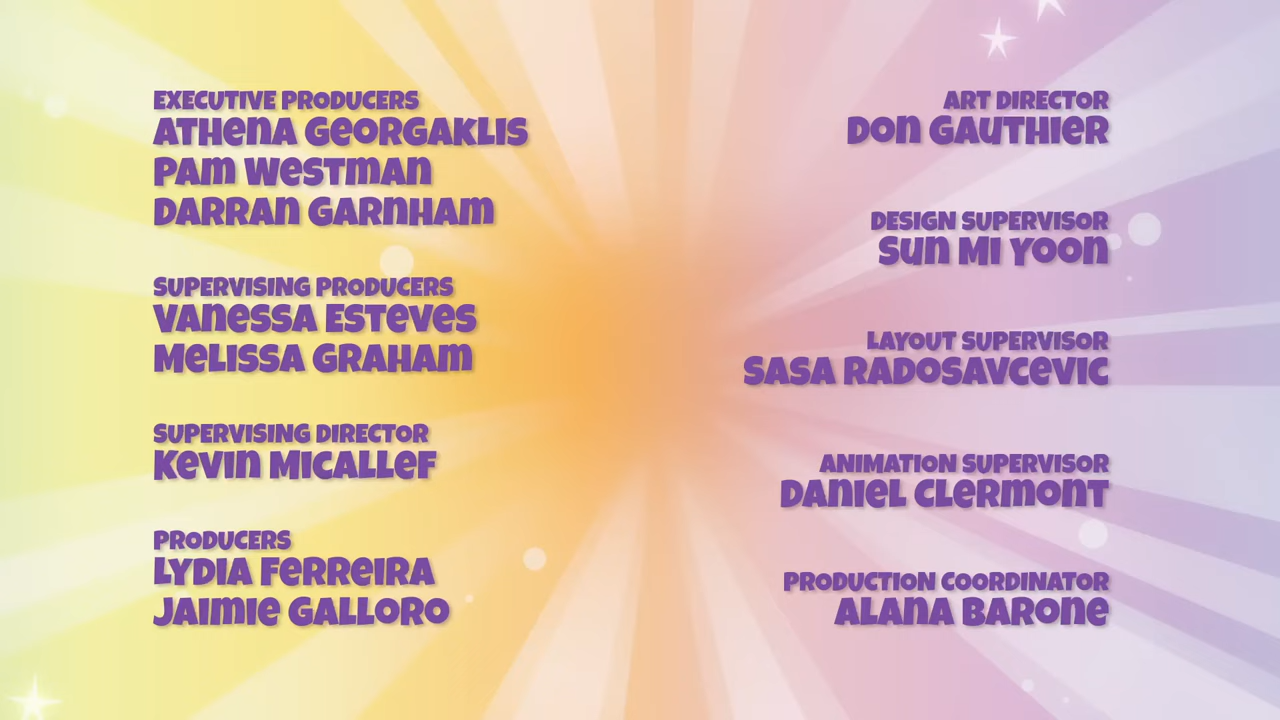 EXECUTIVE PRODUCERS
ATHENA GEORGAKLIS
PAM WESTMAN
DARRAN GARNHAM
SUPERVISING PRODUCERS
VANESSA ESTEVES
MELISSA GRAHAM
SUPERVISING DIRECTOR
KEVIN MICALLEF
PRODUCERS
LYDIA FERREIRA
JAIMIE GALLORO
ART DIRECTOR
DON GAUTHIER
DESIGN SUPERVISOR
SUN MI YOON
LAYOUT SUPERVISOR
SASA RADOSAVCEVIC
ANIMATION SUPERVISOR
DANIEL CLERMONT
PRODUCTION COORDINATOR
ALANA BARONE